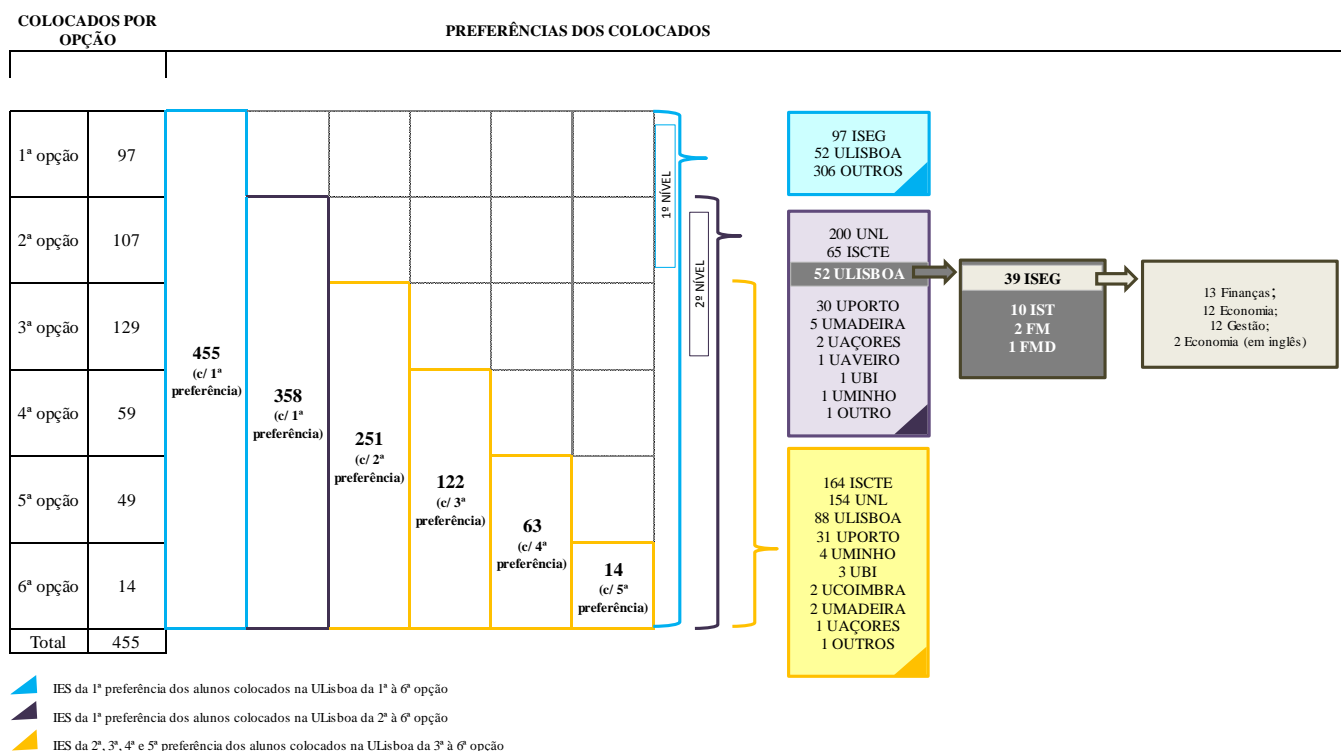 COLOCADOS POR
OPÇÃO
PREFERÊNCIAS DOS COLOCADOS
1ª opção 97
2ª opção 107
3ª opção 129
4ª opção 59
5ª opção 49
6ª opção 14
Total 455
455
(c/ 1ª
preferência)
358
(c/ 1ª
preferência)
251
(c/ 2ª
preferência)
122
(c/ 3ª
preferência)
63
(c/ 4ª
preferência)
14
(c/ 5ª
preferência)
1º NÍVEL
2º NÍVEL
97 ISEG
52 ULISBOA
306 OUTROS
200 UNL
65 ISCTE
52 ULISBOA
30 UPORTO
5 UMADEIRA
2 UAÇORES
1 UAVEIRO
1 UBI
1 UMINHO
1 OUTRO
39 ISEG
10 IST
2 FM
1 FMD
13 Finanças;
12 Economia;
12 Gestão;
2 Economia (em inglês)
164 ISCTE
154 UNL
88 ULISBOA
31 UPORTO
4 UMINHO
3 UBI
2 UCOIMBRA
2 UMADEIRA
1 UAÇORES
1 OUTROS
IES da 1ª preferência dos alunos colocados na ULisboa da 1ª à 6ª opção
IES da 1ª preferência dos alunos colocados na ULisboa da 2ª à 6ª opção
IES da 2ª, 3ª, 4ª e 5ª preferência dos alunos colocados na ULisboa da 3ª à 6ª opção